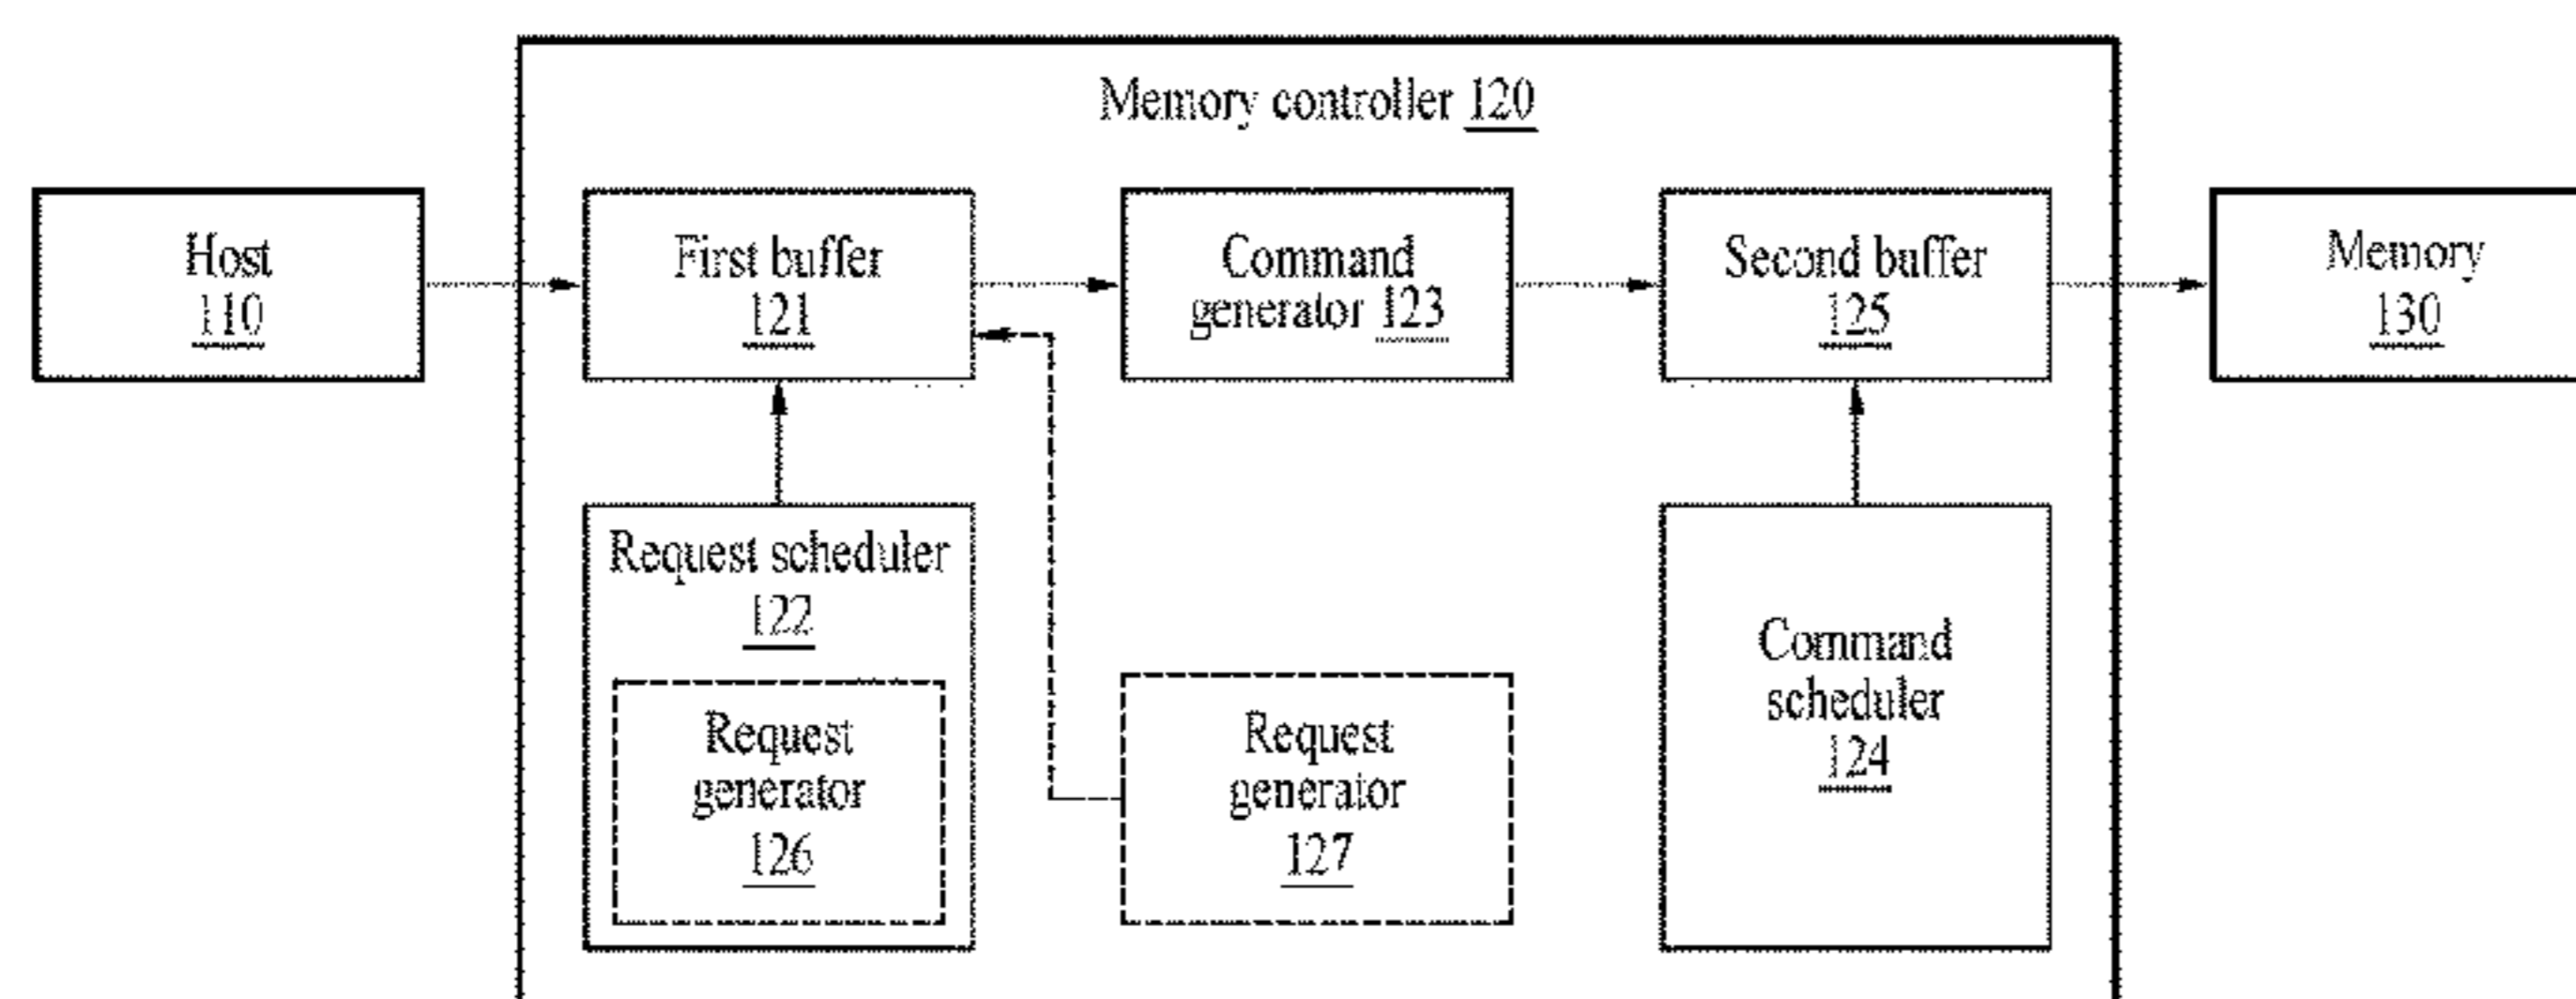 Memory controller 120
Host
110
First buffer
121
Command
generator 123
Second buffer
125
Memory
130
Request scheduler
122
Request
generator
126
Request
generator
127
Command
scheduler
124